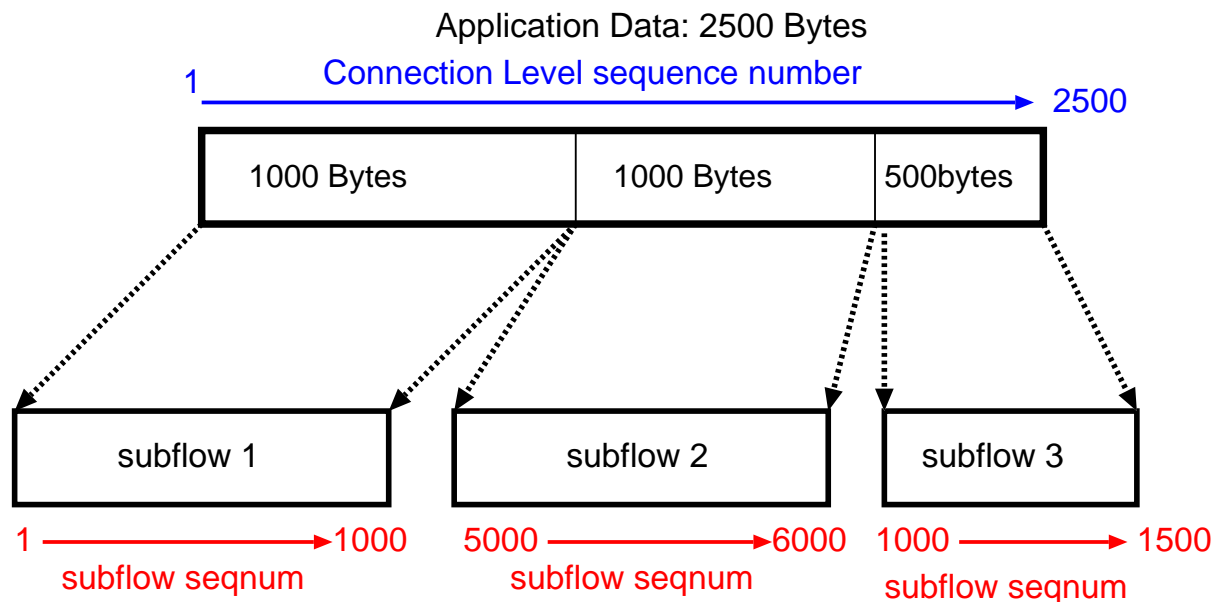 Application Data: 2500 Bytes
Connection Level sequence number
1
2500
1000 Bytes
1000 Bytes
500bytes
subflow 1
subflow 2
subflow 3
1
1000
5000
6000
1000
1500
subflow seqnum
subflow seqnum
subflow seqnum